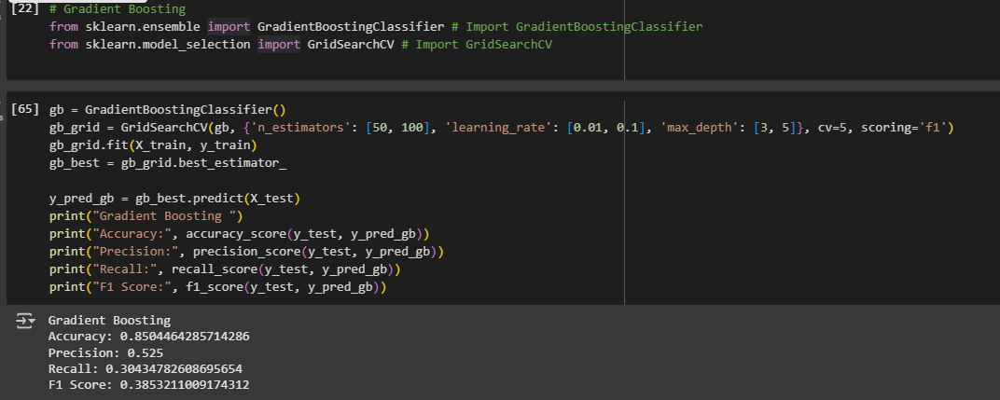 [22] # Gradient Boosting
from sklearn.ensemble import GradientBoostingClassifier # Import GradientBoostingClassifier
from sklearn.model_selection import GridSearchCV # Import GridSearchCV
[65] gb = GradientBoostingClassifier()
gb_grid = GridSearchCV(gb, {'n_estimators': [50, 100], 'learning_rate': [0.01, 0.1], 'max_depth': [3, 5]}, cv=5, scoring='f1')
gb_grid.fit(X_train, y_train)
gb_best = gb_grid.best_estimator_
y_pred_gb = gb_best.predict(X_test)
print("Gradient Boosting ")
print("Accuracy:", accuracy_score(y_test, y_pred_gb))
print("Precision:", precision_score(y_test, y_pred_gb))
print("Recall:", recall_score(y_test, y_pred_gb))
print("F1 Score:", f1_score(y_test, y_pred_gb))
Gradient Boosting
Accuracy: 0.8504464285714286
Precision: 0.525
Recall: 0.30434782608695654
F1 Score: 0.3853211009174312